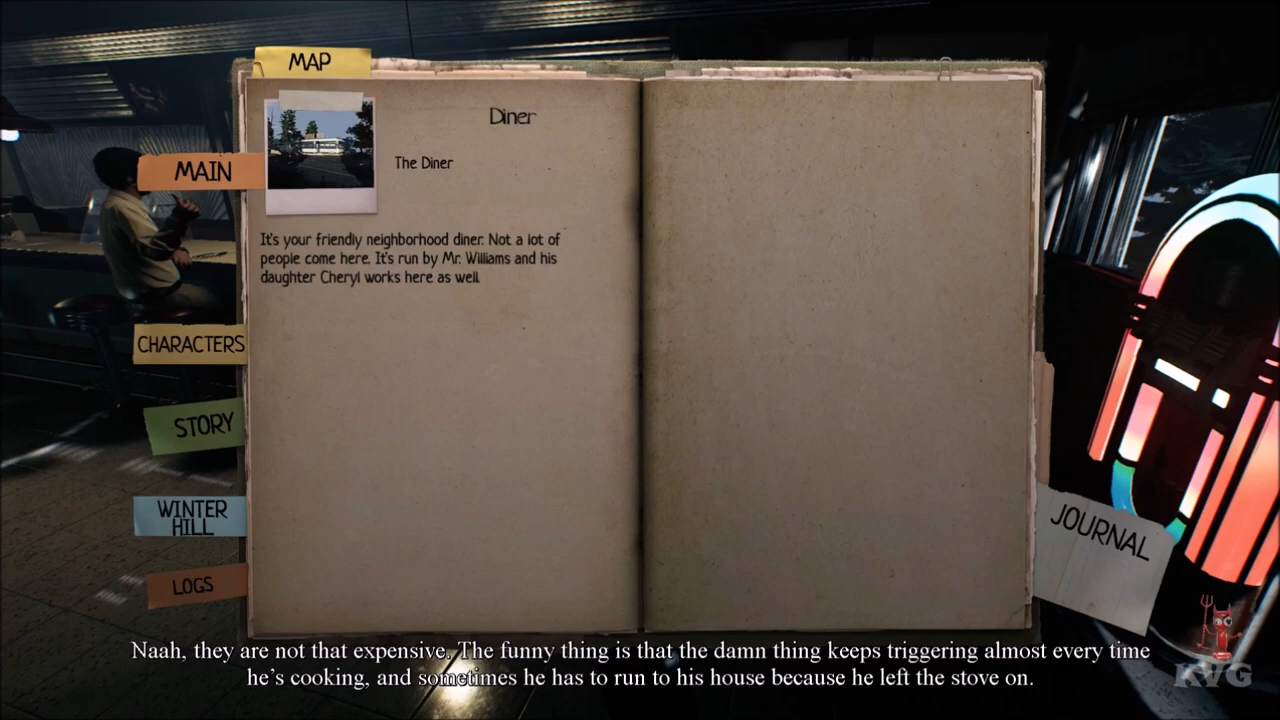 MAP
Diner
The Diner
MAIN
It's your friendly neighborhood diner. Not a lot of
people come here. It's run by Mr. Williams and his
daughter Cheryl works here as well.
CHARACTERS
STORY
WINTER
HILL
JOURNAL
LOGS
Naah, they are not that expensive. The funny thing is that the damn thing keeps triggering almost every time
he's cooking, and sometimes he has to run to his house because he left the stove on.
KVG